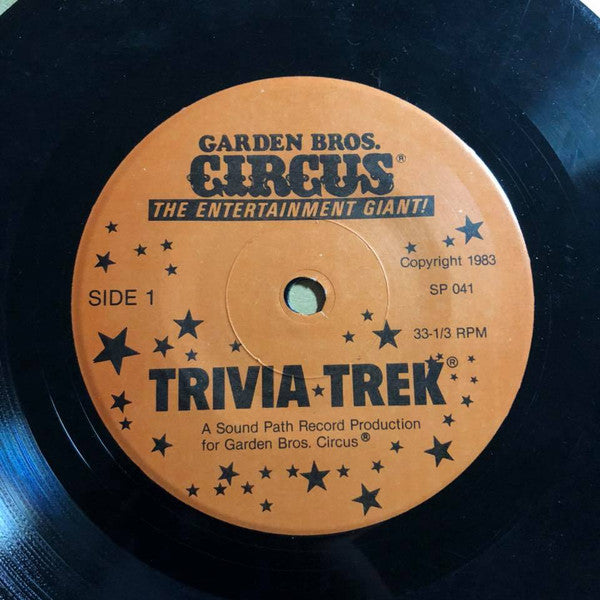 GARDEN BROS.
CIRCUS®
THE ENTERTAINMENT GIANT!
Copyright 1983
SIDE 1
SP 041
33-1/3 RPM
TRIVIA★TREK®
A Sound Path Record Production
for Garden Bros. Circus®